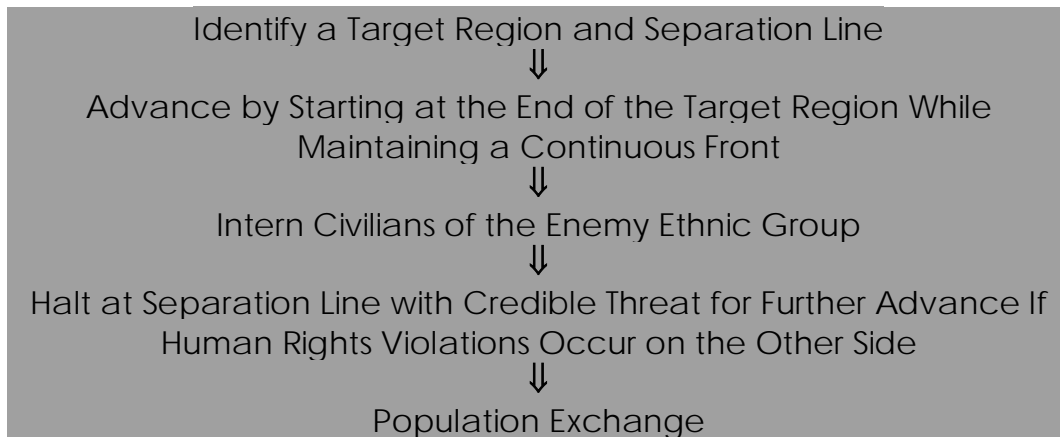 Identify a Target Region and Separation Line
⇓
Advance by Starting at the End of the Target Region While
Maintaining a Continuous Front
⇓
Intern Civilians of the Enemy Ethnic Group
⇓
Halt at Separation Line with Credible Threat for Further Advance If
Human Rights Violations Occur on the Other Side
⇓
Population Exchange